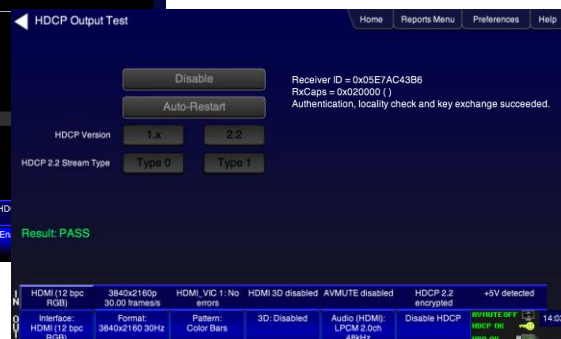 HDCP Output Test
Home
Reports Menu
Preferences
Help
Disable
Auto-Restart
Receiver ID = 0x05E7AC43B6
RxCaps = 0x020000 ( )
Authentication, locality check and key exchange succeeded.
HDCP Version
1.x
2.2
HDCP 2.2 Stream Type
Type 0
Type 1
HD
En
Result: PASS
IN
HDMI (12 bpc
RGB)
3840x2160p
30.00 frames/s
HDMI_VIC 1: No
errors
HDMI 3D disabled
AVMUTE disabled
HDCP 2.2
encrypted
+5V detected
Interface:
HDMI (12 bpc
RGB)
Format:
3840x2160 30Hz
Pattern:
Color Bars
3D: Disabled
Audio (HDMI):
LPCM 2.0ch
48kHz
Disable HDCP
AVMUTE OFF
HDCP OK
14:03